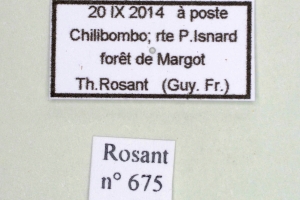 20 IX 2014 à poste
Chilibombo; rte P.Isnard
forêt de Margot
Th.Rosant (Guy. Fr.)
Rosant
n° 675